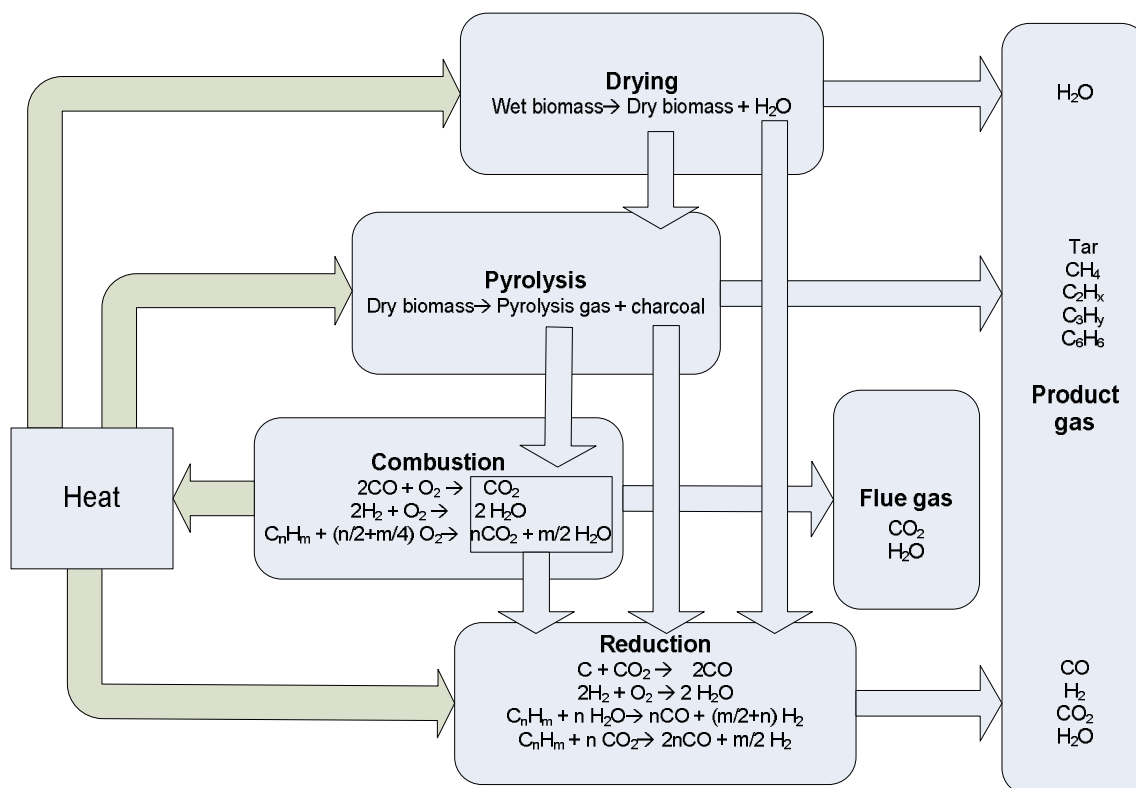 Drying
Wet biomass→ Dry biomass + H₂O
H₂O
Pyrolysis
Dry biomass→ Pyrolysis gas + charcoal
Tar
CH₄
C₂Hₓ
C₃Hᵧ
C₆H₆
Product
gas
Heat
Combustion
2CO + O₂ → CO₂
2H₂ + O₂ → 2 H₂O
CₙHₘ + (n/2+m/4) O₂→ nCO₂ + m/2 H₂O
Flue gas
CO₂
H₂O
Reduction
C + CO₂ → 2CO
2H₂ + O₂ → 2 H₂O
CₙHₘ + n H₂O→ nCO + (m/2+n) H₂
CₙHₘ + n CO₂→ 2nCO + m/2 H₂
CO
H₂
CO₂
H₂O